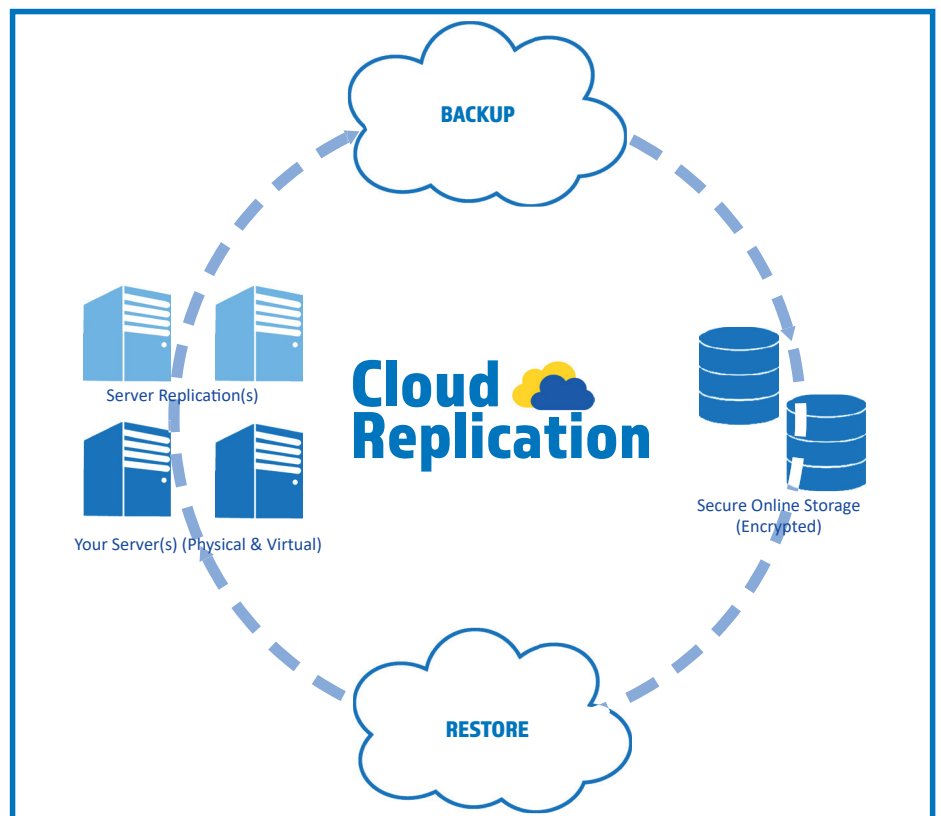 BACKUP
Server Replication(s)
Cloud
Replication
Your Server(s) (Physical & Virtual)
Secure Online Storage
(Encrypted)
RESTORE